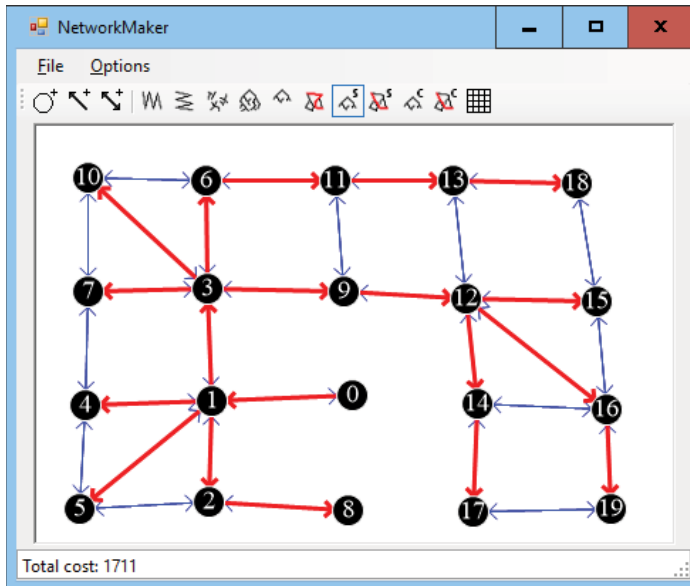 NetworkMaker
File Options
S S C C
10 6 11 13 18
7 3 9 12 15
4 1 0 14 16
5 2 8 17 19
Total cost: 1711